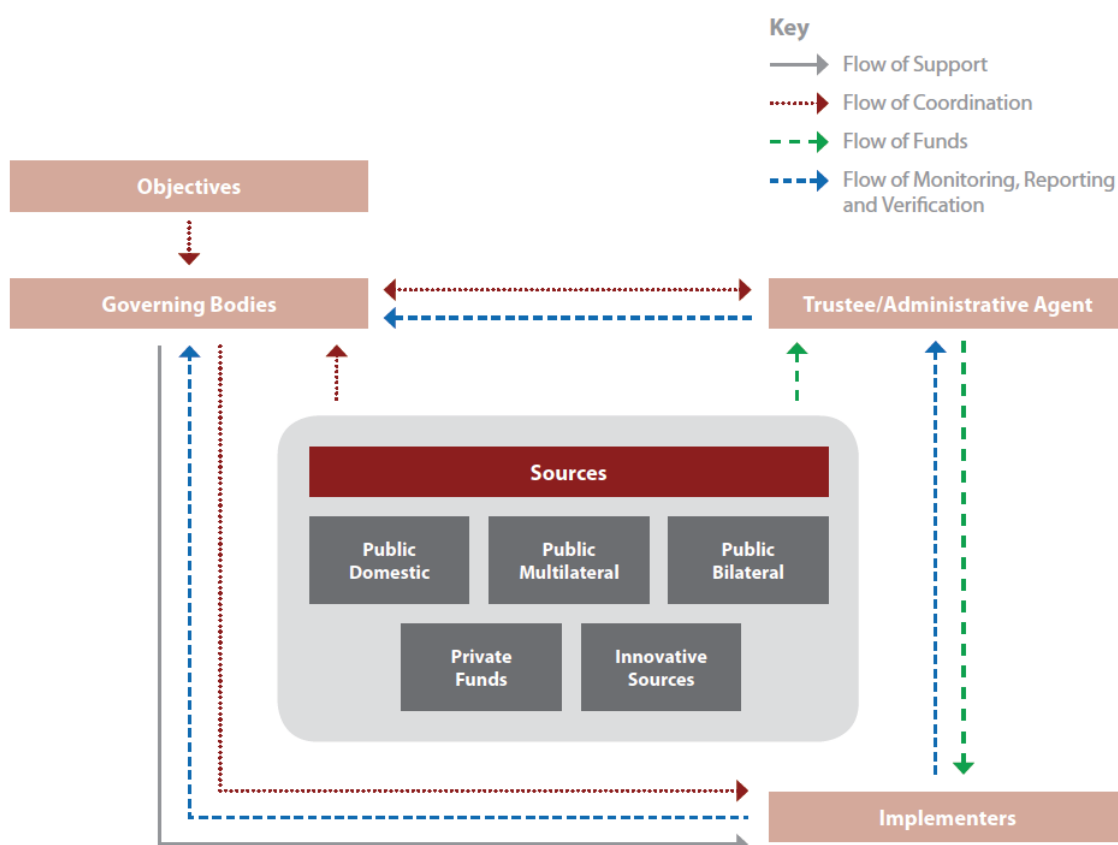 Key
Flow of Support
Flow of Coordination
Flow of Funds
Flow of Monitoring, Reporting
and Verification
Objectives
Governing Bodies
Trustee/Administrative Agent
Sources
Public
Domestic
Public
Multilateral
Public
Bilateral
Private
Funds
Innovative
Sources
Implementers